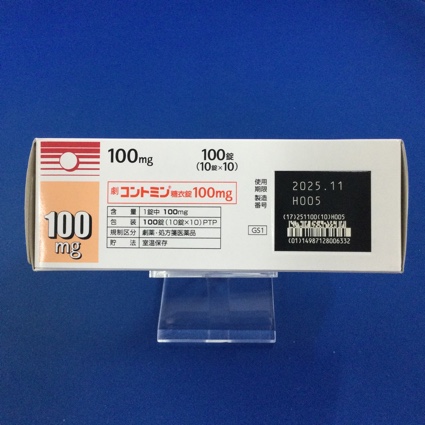 100mg
100錠
(10錠×10)
劇 コントミン糖衣錠100mg
100
mg
含 量 1錠中 100mg
包 装 100錠(10錠×10)PTP
規制区分 劇薬・処方箋医薬品
貯 法 室温保存
使用
期限
製造
番号
GS1
2025.11
H005
(17)251100(10)H005
(01)14987128006332